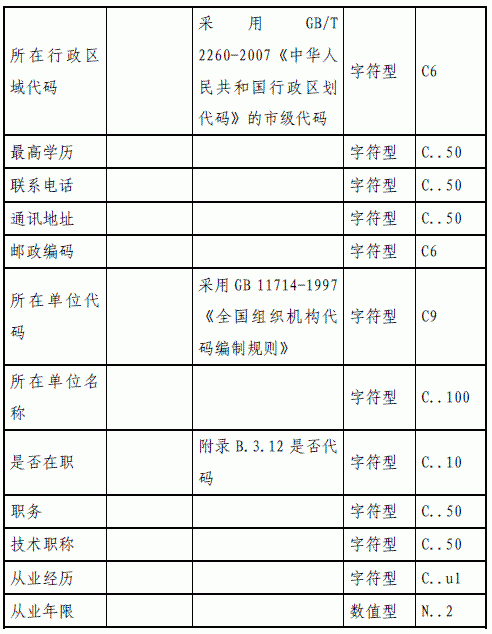 所在行政区域代码 采用 GB/T 2260-2007《中华人民共和国行政区划代码》的市级代码 字符型 C6
最高学历 字符型 C..50
联系电话 字符型 C..50
通讯地址 字符型 C..50
邮政编码 字符型 C6
所在单位代码 采用 GB 11714-1997《全国组织机构代码编制规则》 字符型 C9
所在单位名称 字符型 C..100
是否在职 附录 B.3.12 是否代码 字符型 C..10
职务 字符型 C..50
技术职称 字符型 C..50
从业经历 字符型 C..ul
从业年限 数值型 N..2